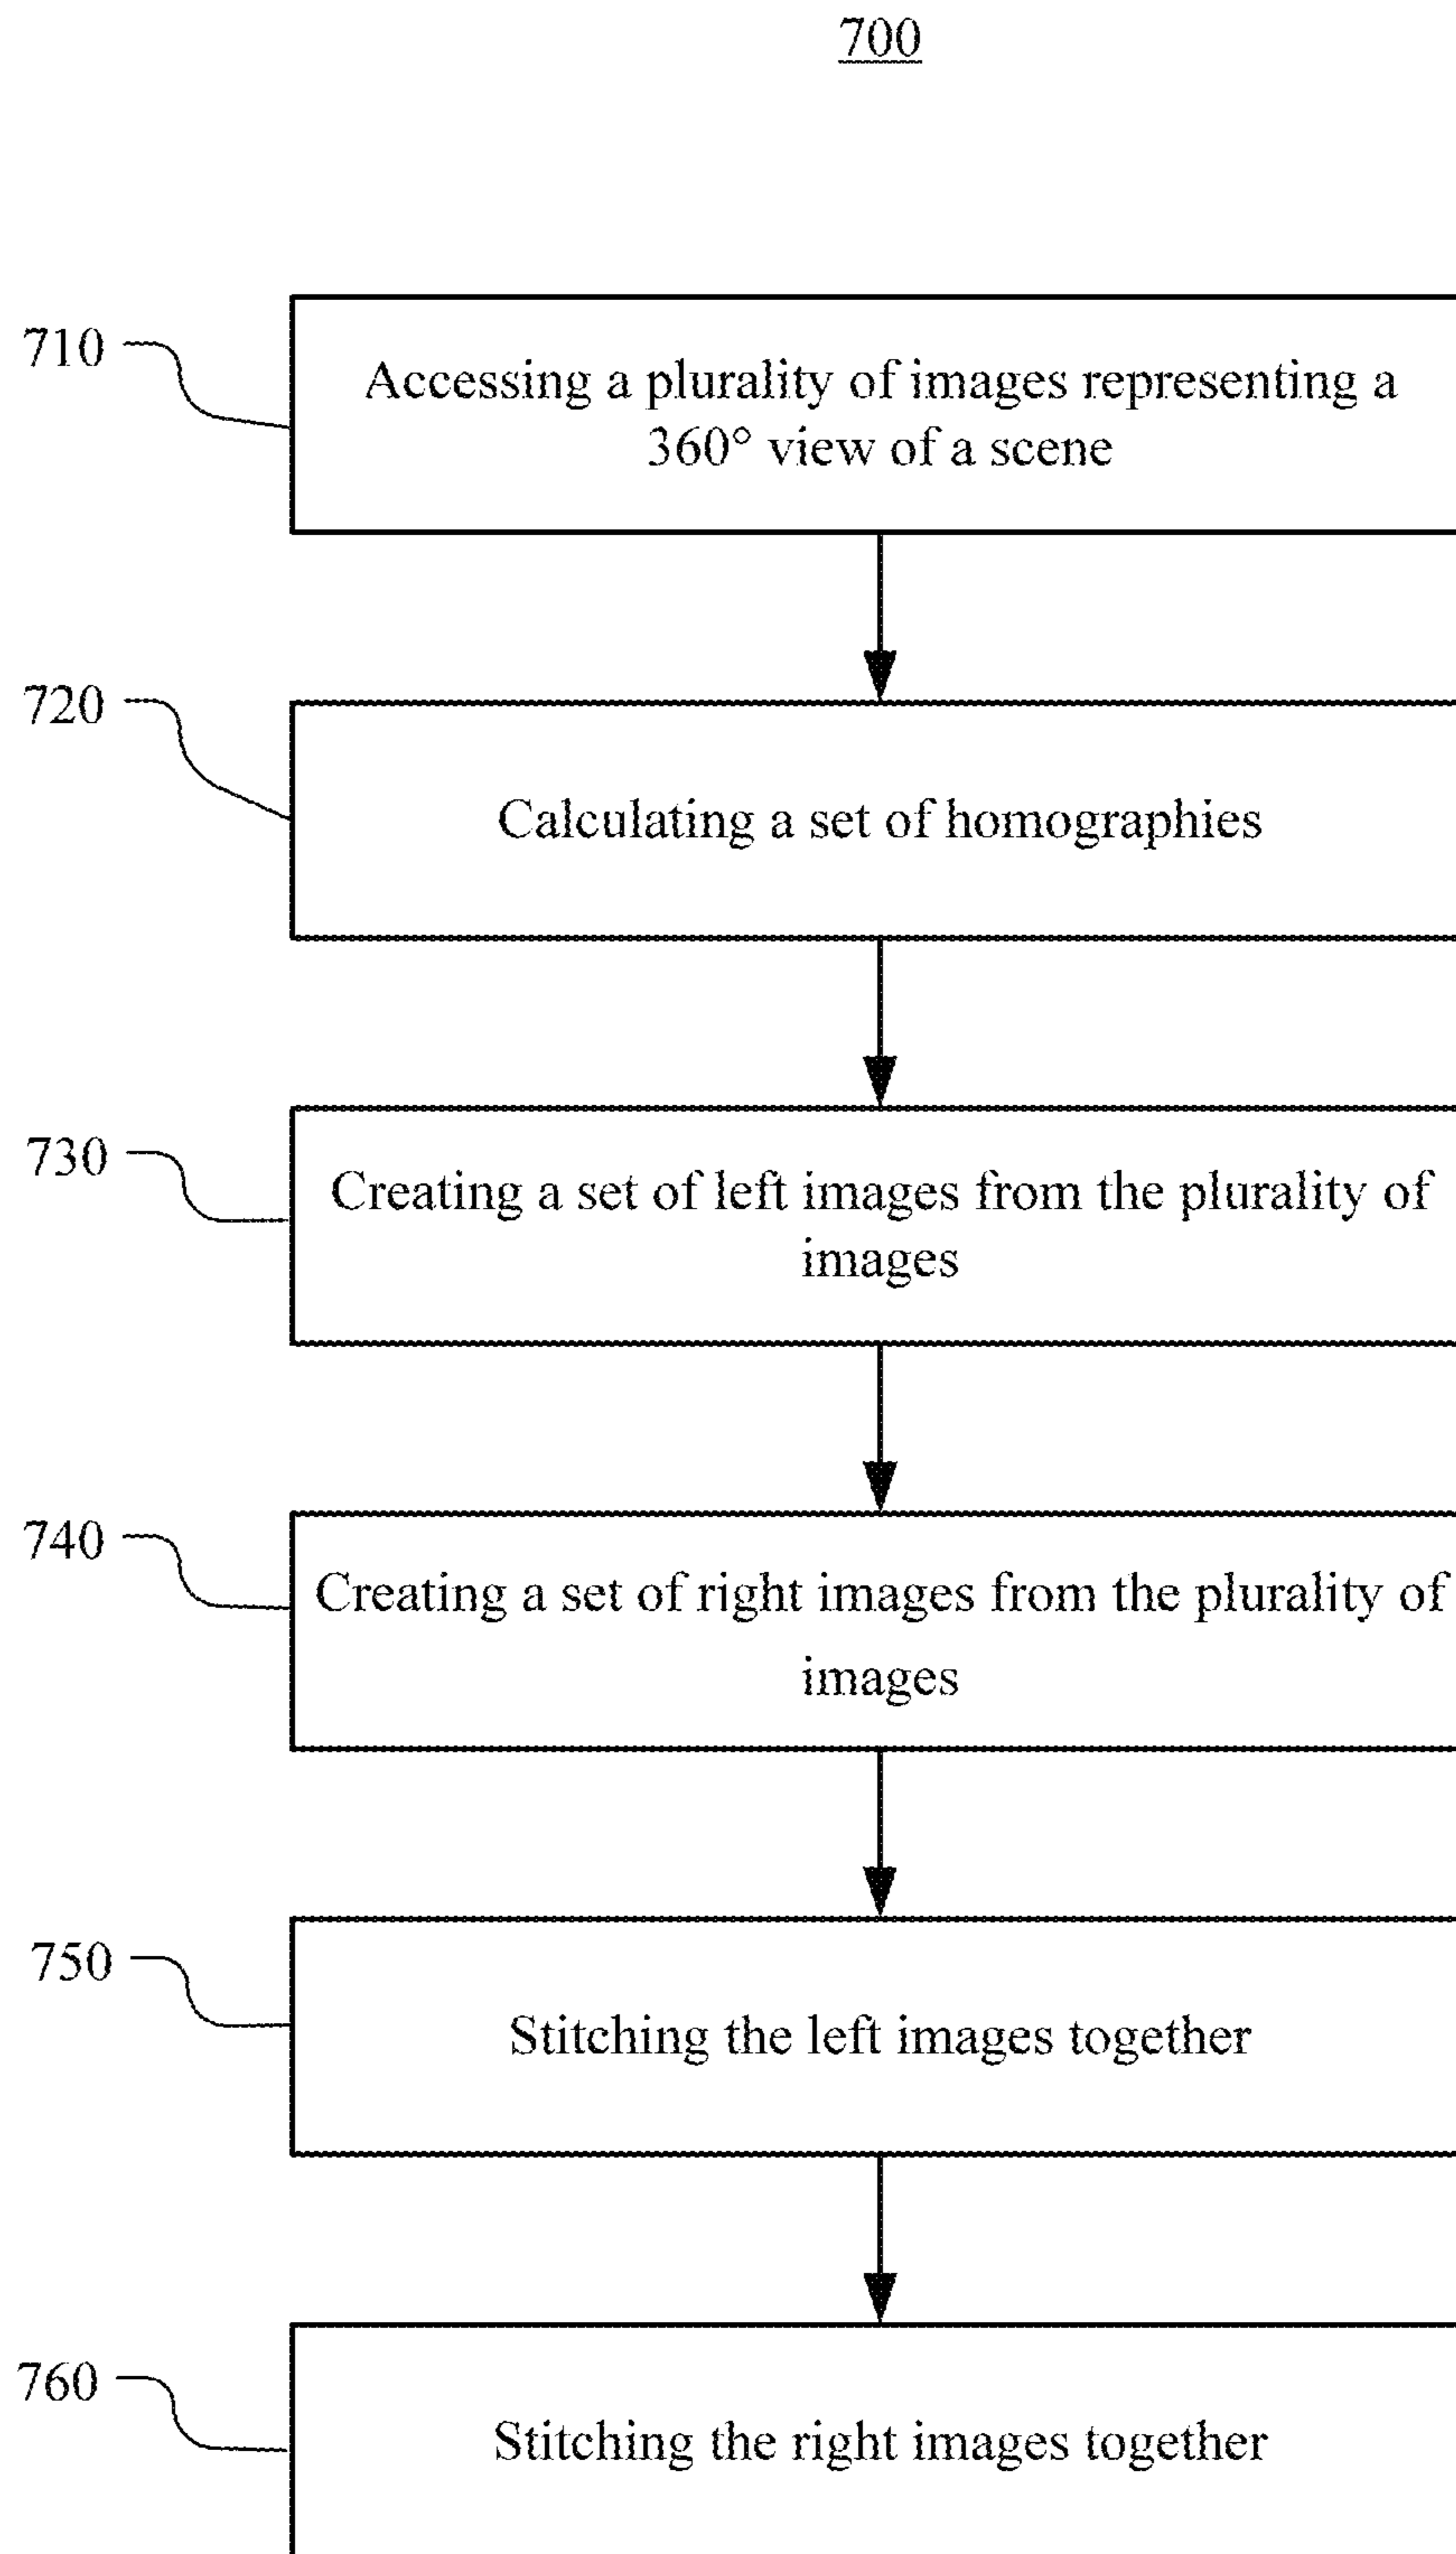 700
710
Accessing a plurality of images representing a
360° view of a scene
720
Calculating a set of homographies
730
Creating a set of left images from the plurality of
images
740
Creating a set of right images from the plurality of
images
750
Stitching the left images together
760
Stitching the right images together